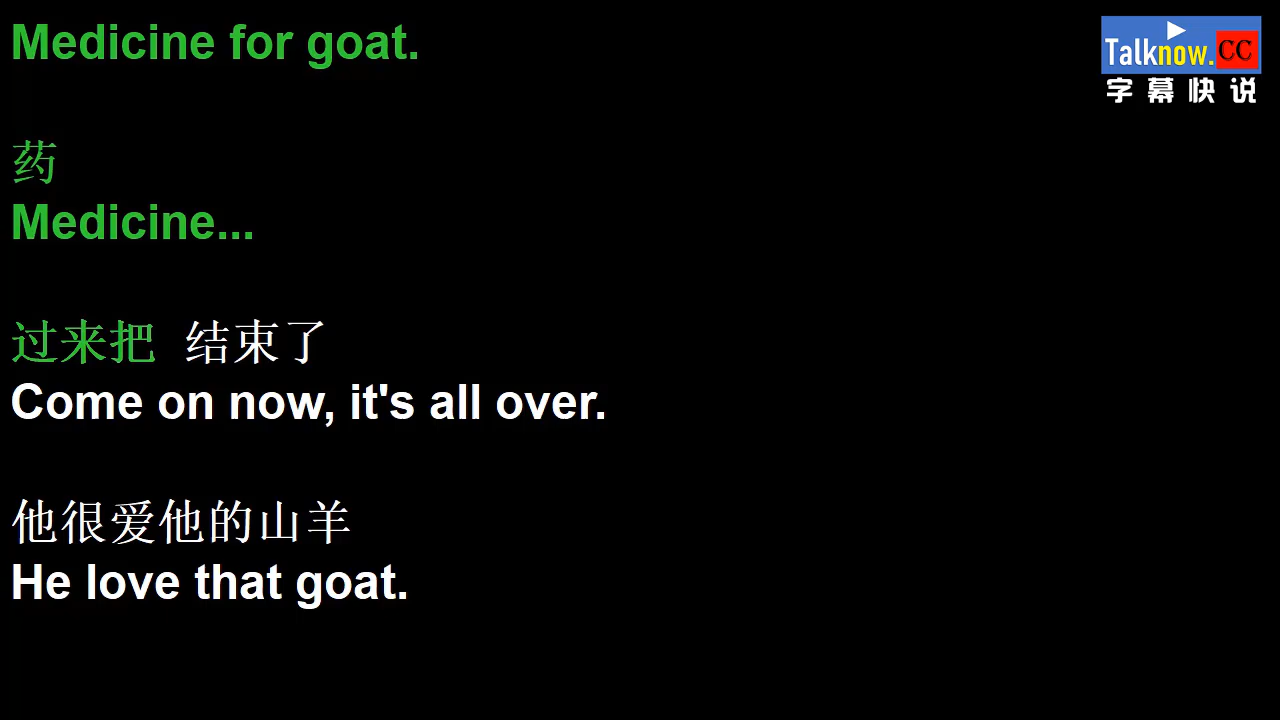 Medicine for goat.
Talknow.CC
字幕快说
药
Medicine...
过来把 结束了
Come on now, it's all over.
他很爱他的山羊
He love that goat.